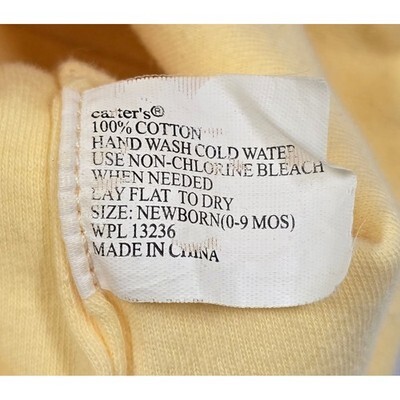 carter's®
100% COTTON
HAND WASH COLD WATER
USE NON-CHLORINE BLEACH
WHEN NEEDED
LAY FLAT TO DRY
SIZE: NEWBORN(0-9 MOS)
WPL 13236
MADE IN CHINA